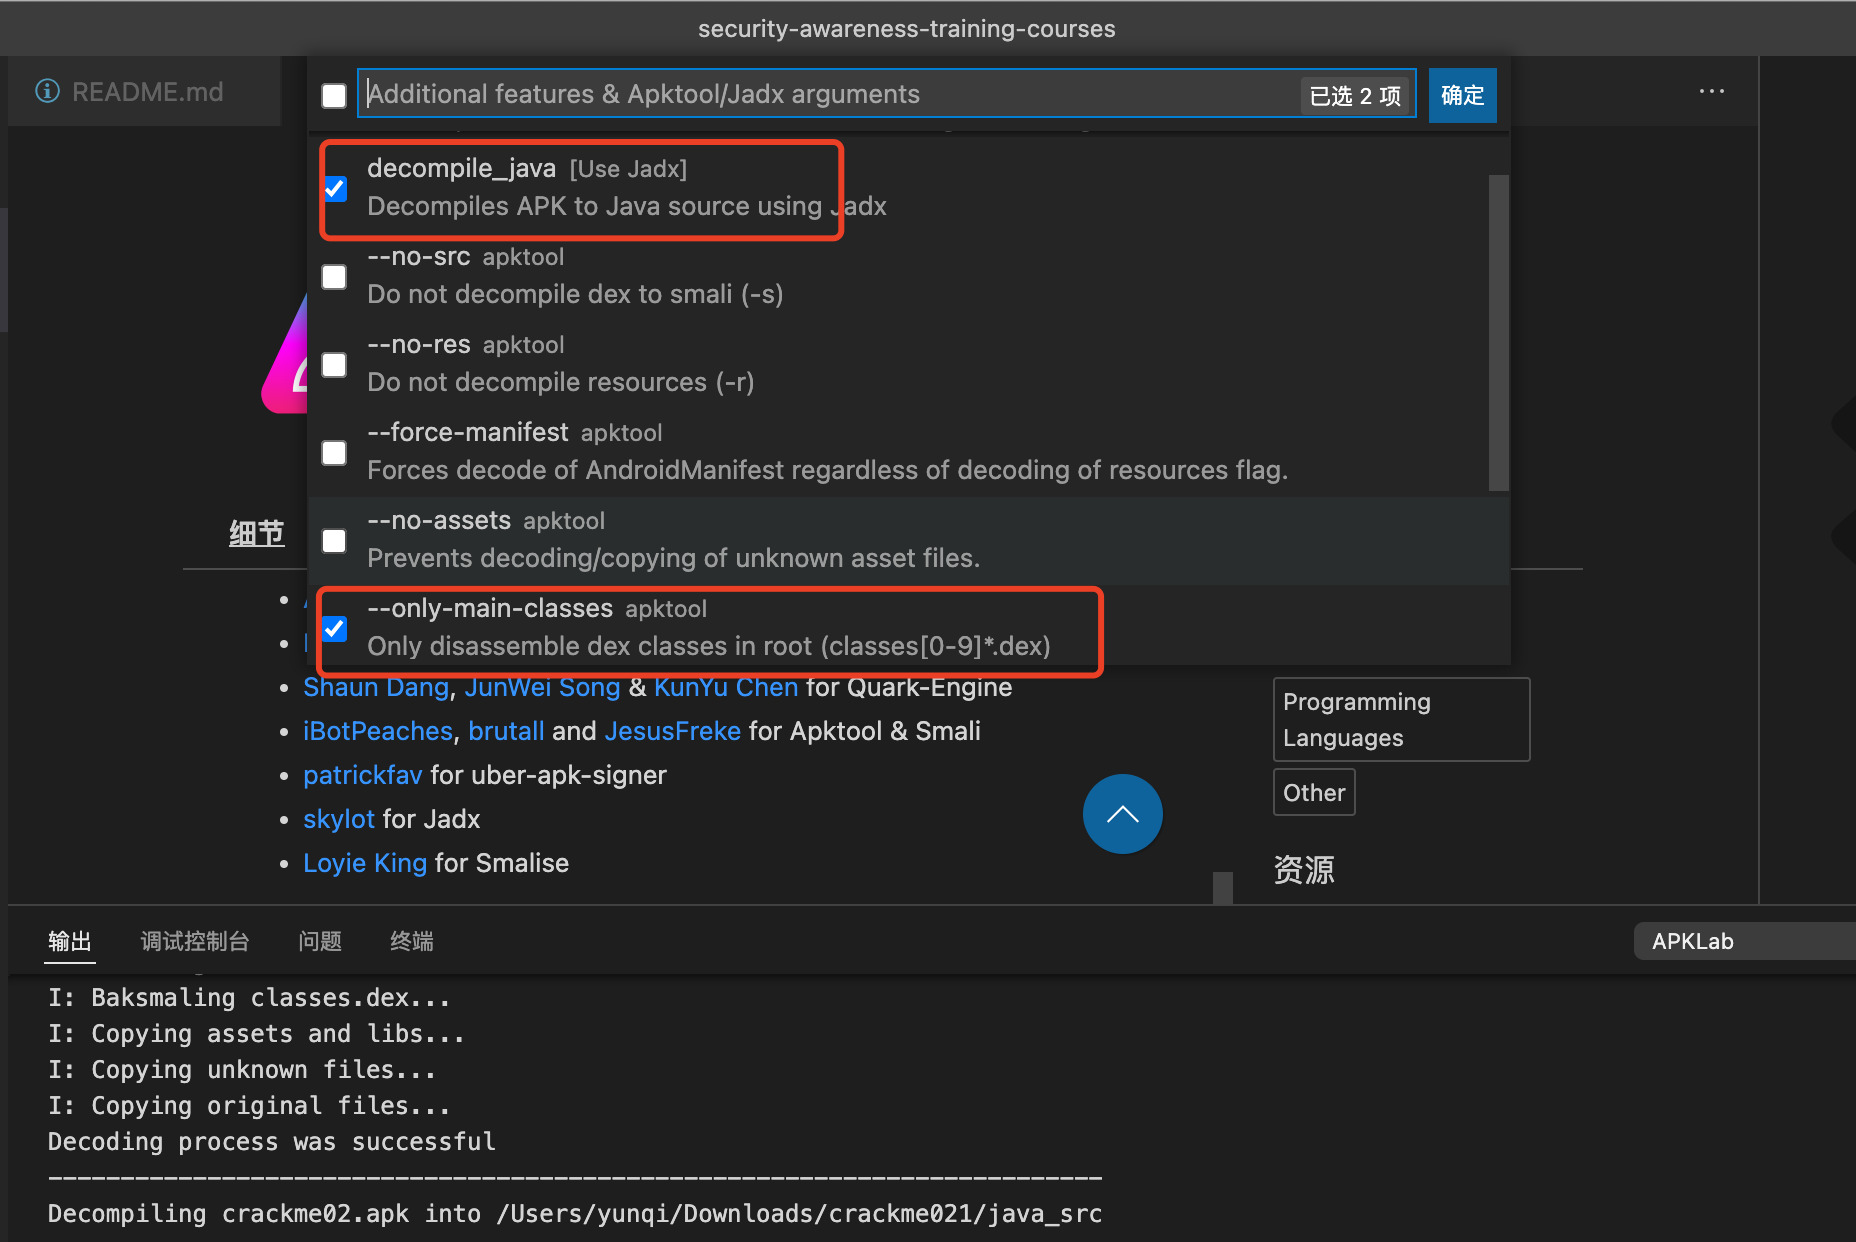 security-awareness-training-courses
README.md
Additional features & Apktool/Jadx arguments
已选 2 项
确定
decompile_java [Use Jadx]
Decompiles APK to Java source using Jadx
--no-src apktool
Do not decompile dex to smali (-s)
--no-res apktool
Do not decompile resources (-r)
--force-manifest apktool
Forces decode of AndroidManifest regardless of decoding of resources flag.
--no-assets apktool
Prevents decoding/copying of unknown asset files.
--only-main-classes apktool
Only disassemble dex classes in root (classes[0-9]*.dex)
细节
Shaun Dang, JunWei Song & KunYu Chen for Quark-Engine
iBotPeaches, brutall and JesusFreke for Apktool & Smali
patrickfav for uber-apk-signer
skylot for Jadx
Loyie King for Smalise
Programming
Languages
Other
资源
输出 调试控制台 问题 终端
APKLab
I: Baksmaling classes.dex...
I: Copying assets and libs...
I: Copying unknown files...
I: Copying original files...
Decoding process was successful
-------------------------------------------------------------------------
Decompiling crackme02.apk into /Users/yunqi/Downloads/crackme021/java_src